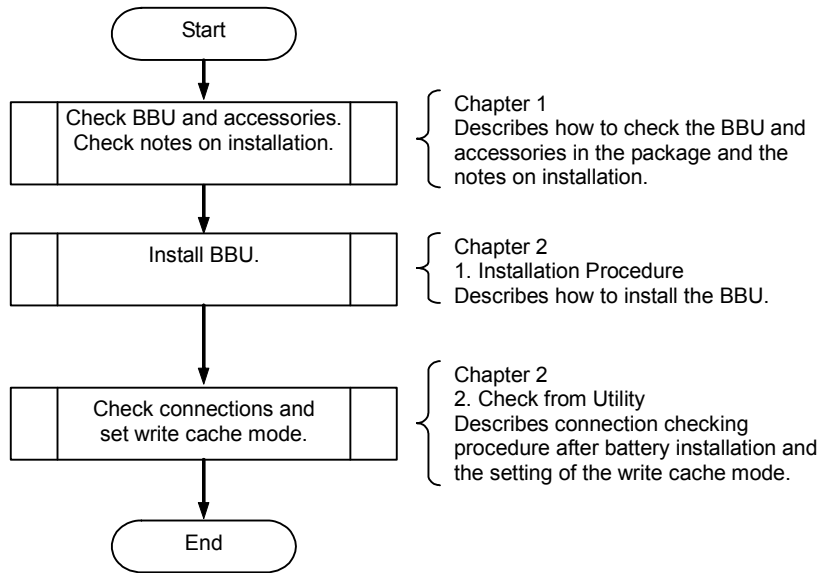 Start
Check BBU and accessories.
Check notes on installation.
Chapter 1
Describes how to check the BBU and
accessories in the package and the
notes on installation.
Install BBU.
Chapter 2
1. Installation Procedure
Describes how to install the BBU.
Check connections and
set write cache mode.
Chapter 2
2. Check from Utility
Describes connection checking
procedure after battery installation and
the setting of the write cache mode.
End